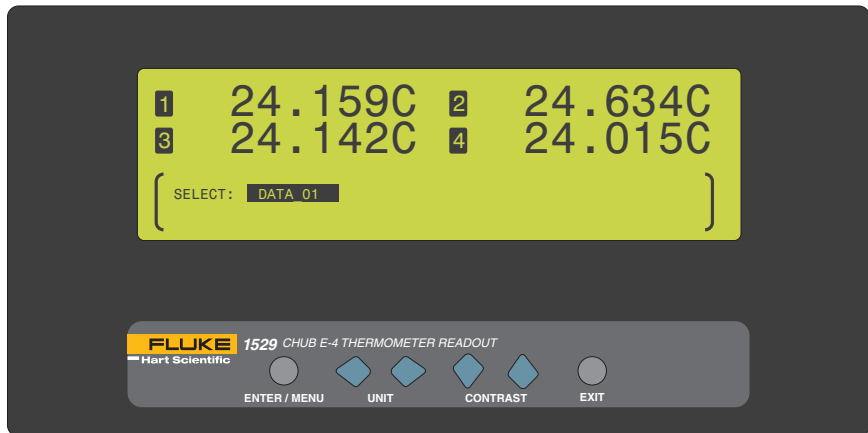 1 24.159C 2 24.634C
3 24.142C 4 24.015C
SELECT: DATA_01
FLUKE 1529 CHUB E-4 THERMOMETER READOUT
Hart Scientific
ENTER / MENU UNIT CONTRAST EXIT